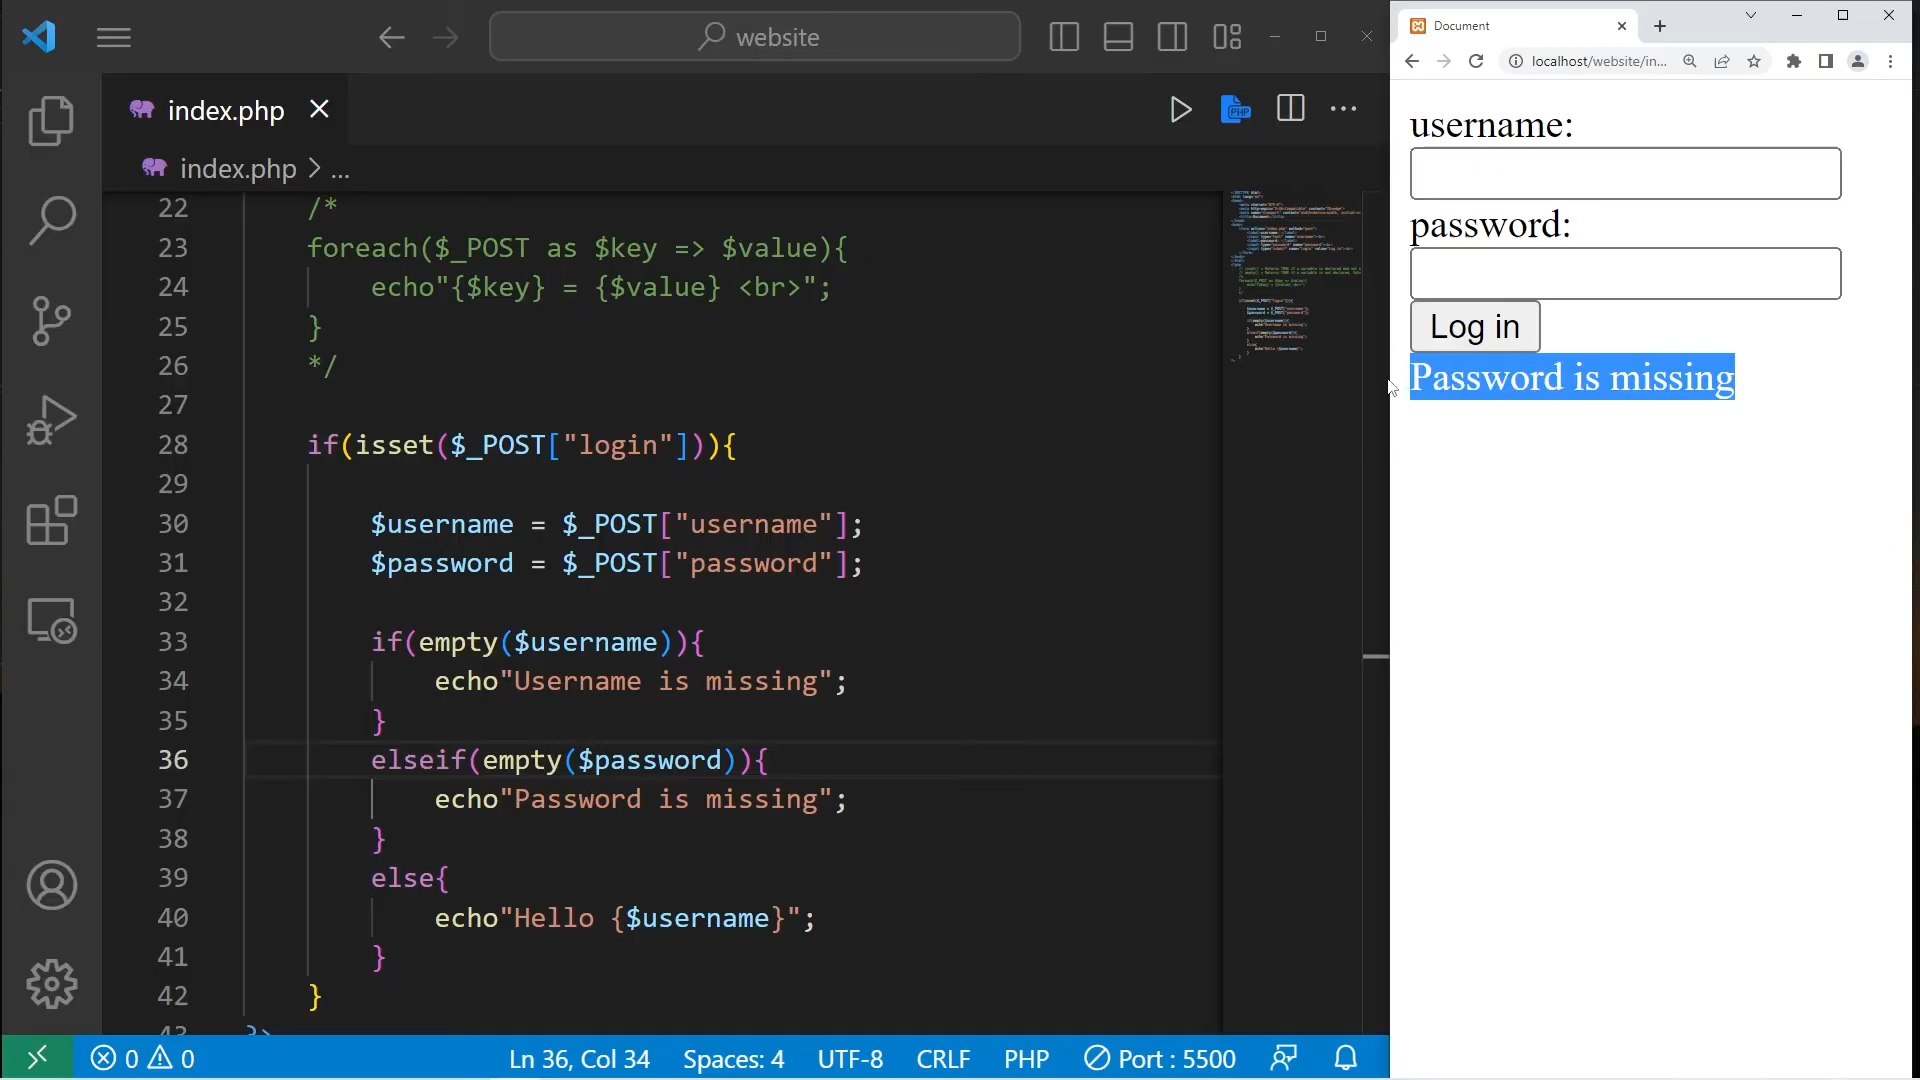 website
index.php
index.php > ...
22 /*
23 foreach($_POST as $key => $value){
24 echo"{$key} = {$value} <br>";
25 }
26 */
27
28 if(isset($_POST["login"])){
29
30 $username = $_POST["username"];
31 $password = $_POST["password"];
32
33 if(empty($username)){
34 echo"Username is missing";
35 }
36 elseif(empty($password)){
37 echo"Password is missing";
38 }
39 else{
40 echo"Hello {$username}";
41 }
42 }
43 ?>
0 0 Ln 36, Col 34 Spaces: 4 UTF-8 CRLF PHP Port : 5500
Document
localhost/website/in...
username:
password:
Log in
Password is missing